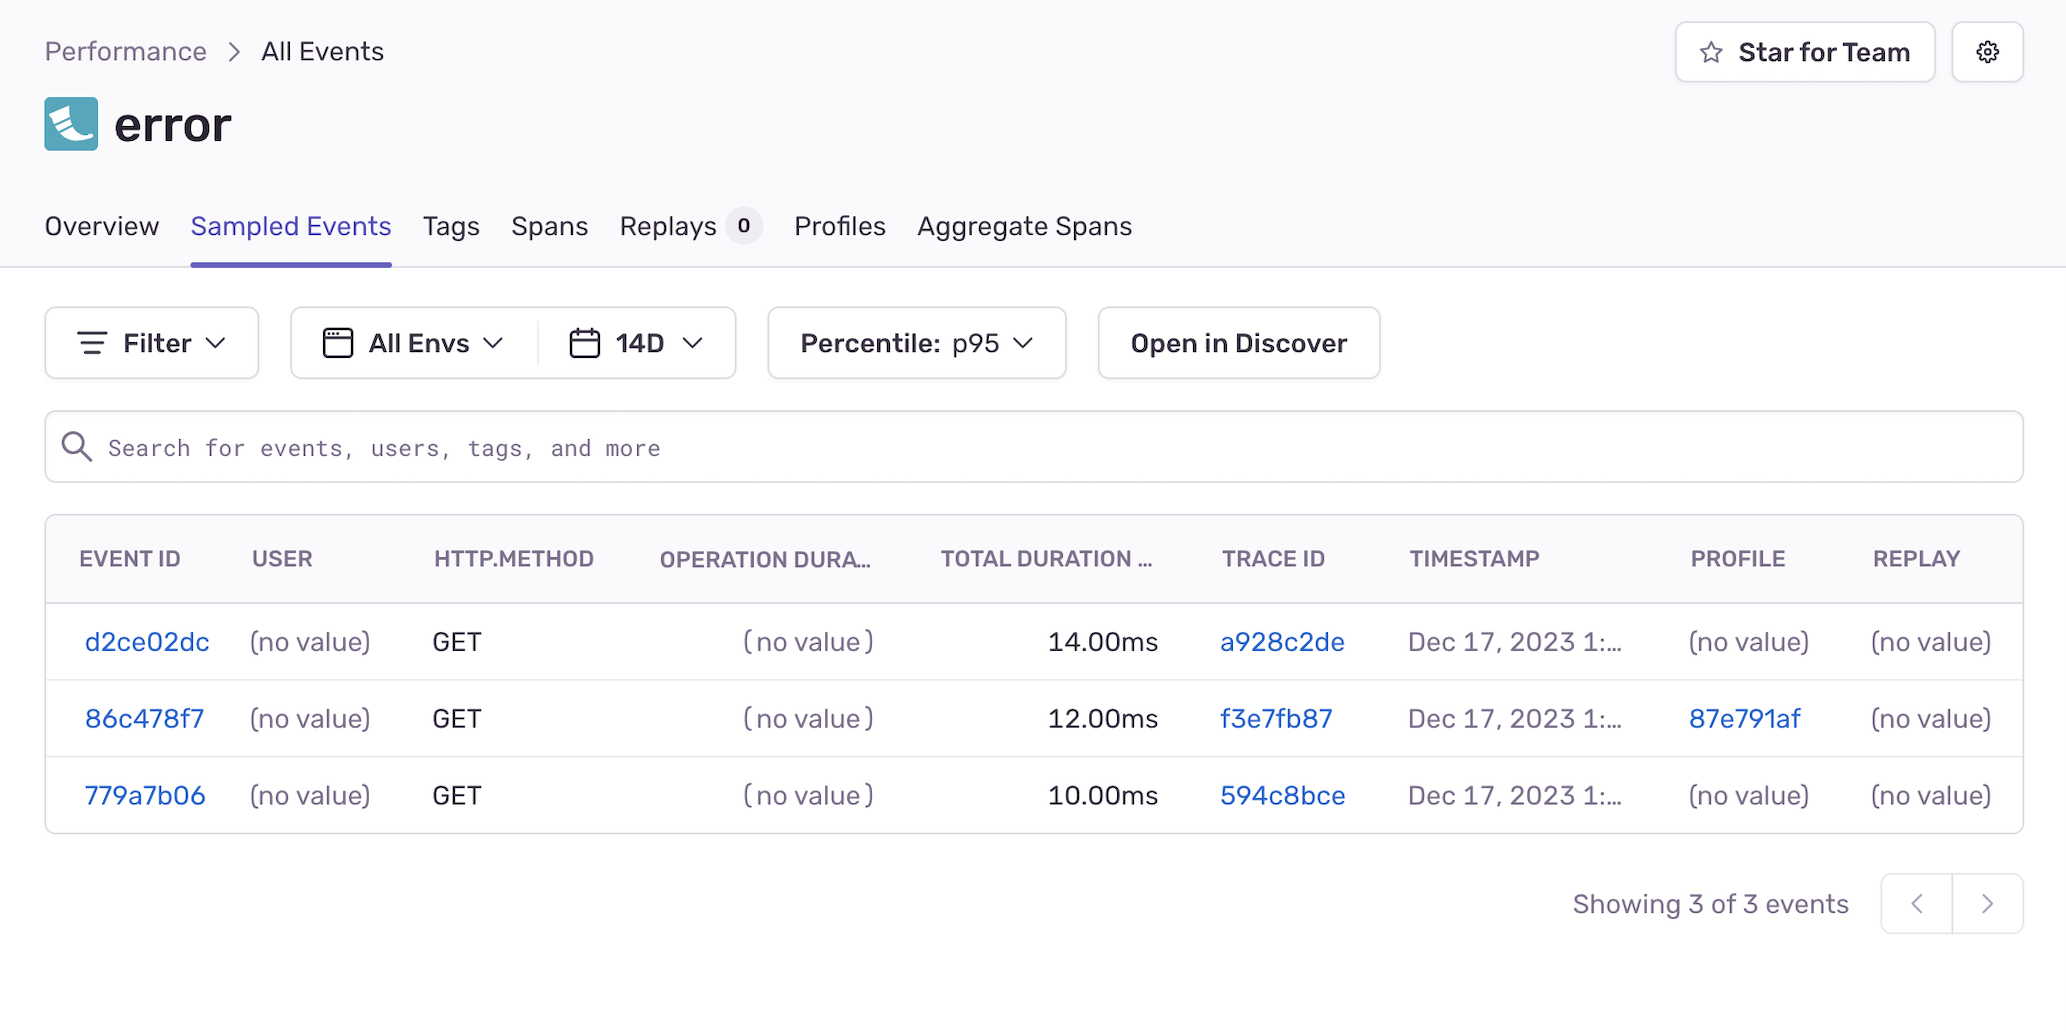 Performance > All Events
Star for Team
error
Overview Sampled Events Tags Spans Replays 0 Profiles Aggregate Spans
Filter All Envs 14D Percentile: p95 Open in Discover
Search for events, users, tags, and more
EVENT ID USER HTTP.METHOD OPERATION DURA... TOTAL DURATION ... TRACE ID TIMESTAMP PROFILE REPLAY
d2ce02dc (no value) GET (no value) 14.00ms a928c2de Dec 17, 2023 1:... (no value) (no value)
86c478f7 (no value) GET (no value) 12.00ms f3e7fb87 Dec 17, 2023 1:... 87e791af (no value)
779a7b06 (no value) GET (no value) 10.00ms 594c8bce Dec 17, 2023 1:... (no value) (no value)
Showing 3 of 3 events